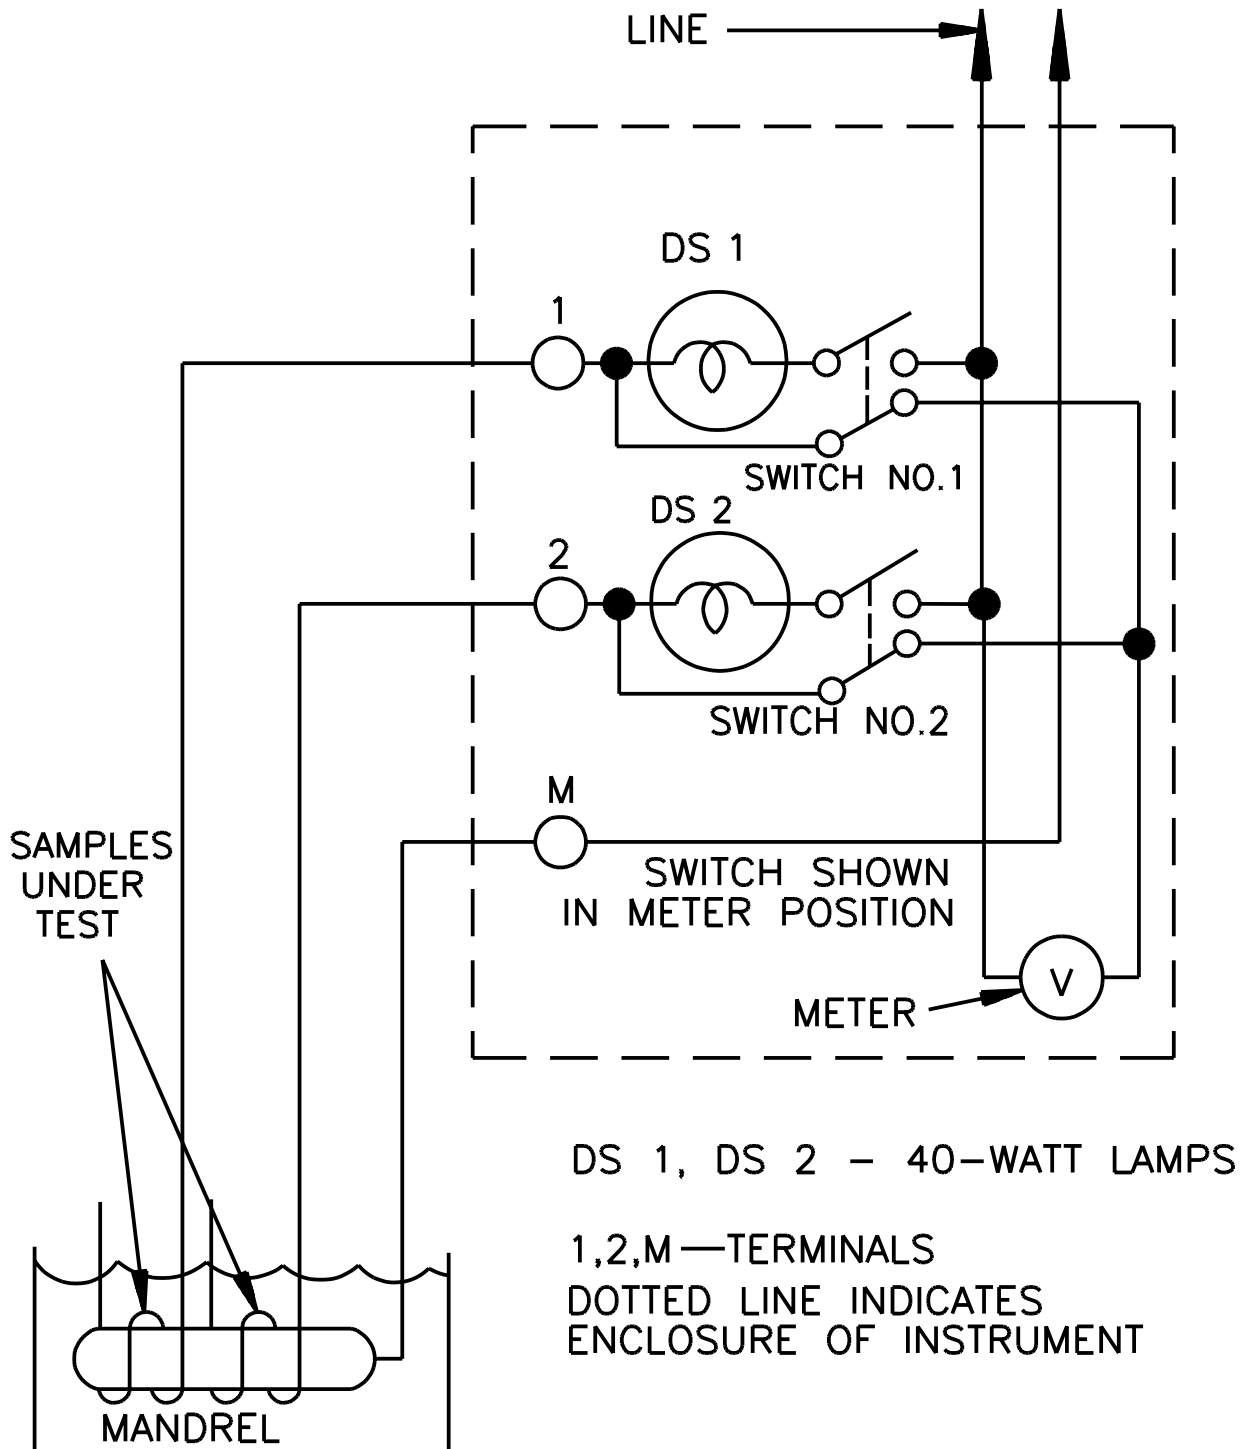 LINE
DS 1
1
SWITCH NO.1
DS 2
2
SWITCH NO.2
M
SAMPLES
UNDER
TEST
SWITCH SHOWN
IN METER POSITION
V
METER
DS 1, DS 2 – 40–WATT LAMPS
1,2,M — TERMINALS
DOTTED LINE INDICATES
ENCLOSURE OF INSTRUMENT
MANDREL